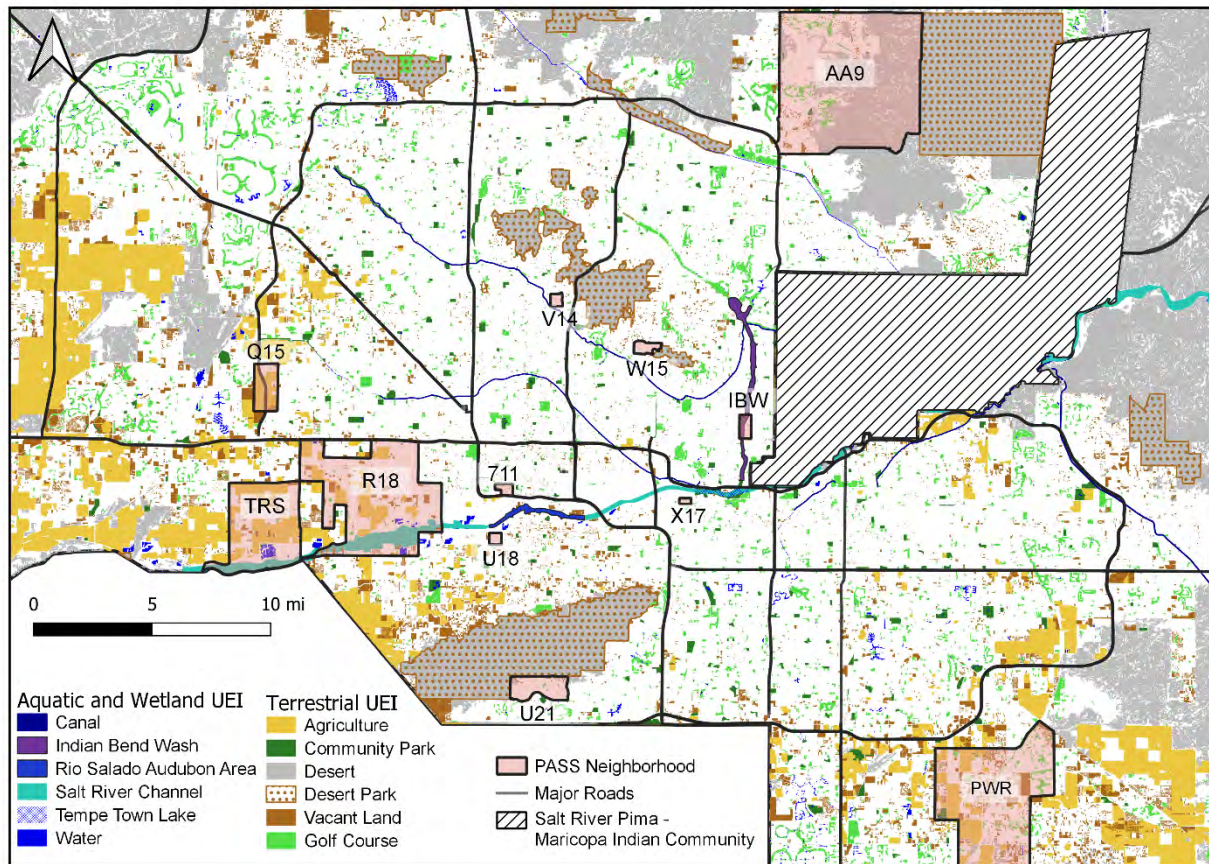 AA9
V14
W15
Q15
IBW
711
R18
TRS
X17
U18
0 5 10 mi
U21
PWR
Aquatic and Wetland UEI
Canal
Indian Bend Wash
Rio Salado Audubon Area
Salt River Channel
Tempe Town Lake
Water
Terrestrial UEI
Agriculture
Community Park
Desert
Desert Park
Vacant Land
Golf Course
PASS Neighborhood
Major Roads
Salt River Pima -
Maricopa Indian Community